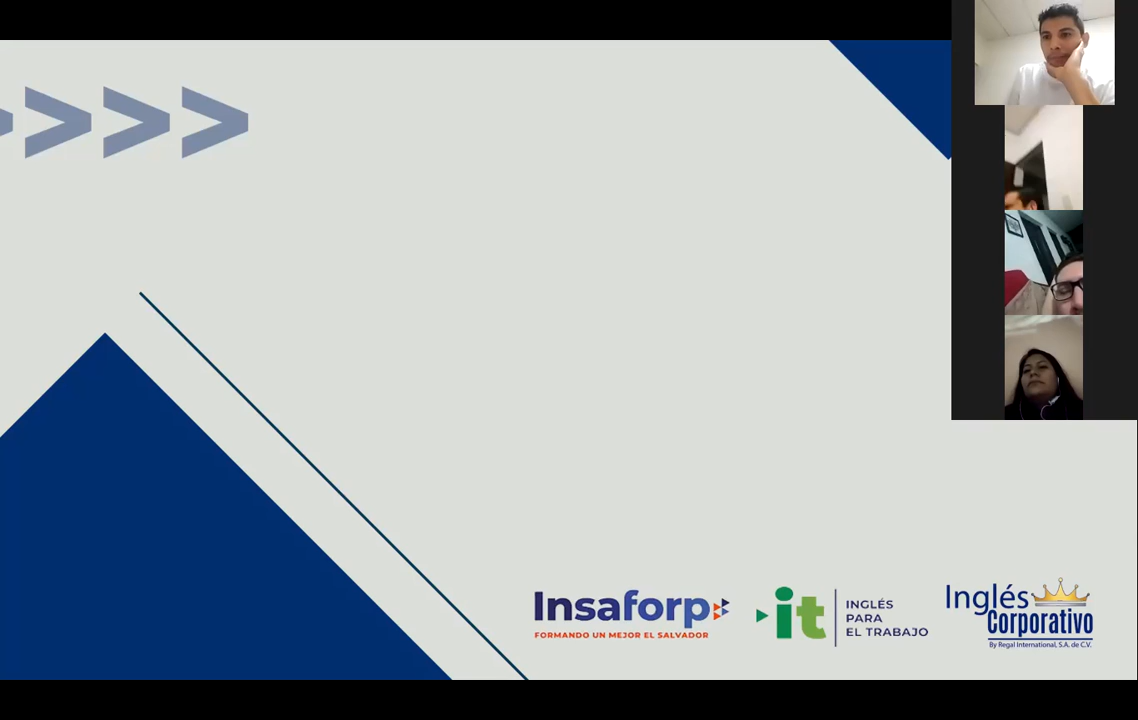 >>>>
Insaforp
FORMANDO UN MEJOR EL SALVADOR
it
INGLÉS
PARA
EL TRABAJO
Inglés
Corporativo
By Regal International, S.A. de C.V.